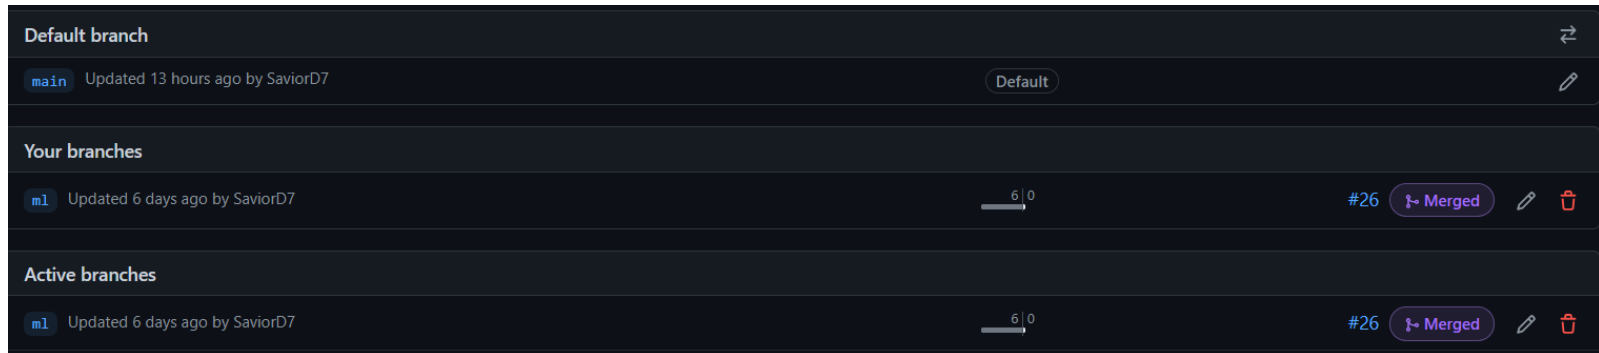 Default branch
main Updated 13 hours ago by SaviorD7 Default
Your branches
ml Updated 6 days ago by SaviorD7 6 0 #26 Merged
Active branches
ml Updated 6 days ago by SaviorD7 6 0 #26 Merged